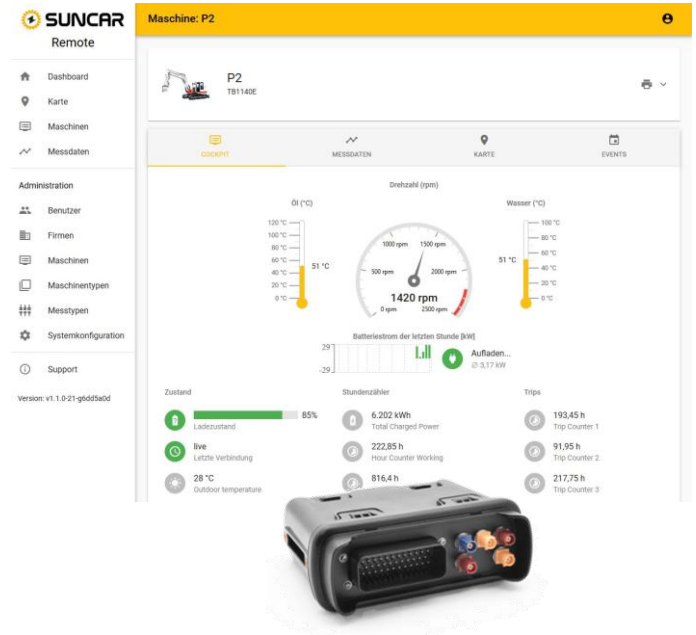 SUNCAR
Remote
Dashboard
Karte
Maschinen
Messdaten
Administration
Benutzer
Firmen
Maschinen
Maschinentypen
Messtypen
Systemkonfiguration
Support
Version: v1.1.0-21-g6dd5a0d
Maschine: P2
P2
TB1140E
COCKPIT
MESSDATEN
KARTE
EVENTS
Öl (°C)
120 °C
100 °C
80 °C
60 °C
40 °C
20 °C
0 °C
51 °C
Drehzahl (rpm)
1000 rpm
1500 rpm
500 rpm
2000 rpm
1420 rpm
0 rpm
2500 rpm
Wasser (°C)
51 °C
100 °C
80 °C
60 °C
40 °C
20 °C
0 °C
Batteriestrom der letzten Stunde [kW]
29
-29
Aufladen...
∅ 3,17 kW
Zustand
85%
Ladezustand
live
Letzte Verbindung
28 °C
Outdoor temperature
Stundenzähler
6.202 kWh
Total Charged Power
222,85 h
Hour Counter Working
816,4 h
Trips
193,45 h
Trip Counter 1
91,95 h
Trip Counter 2
217,75 h
Trip Counter 3